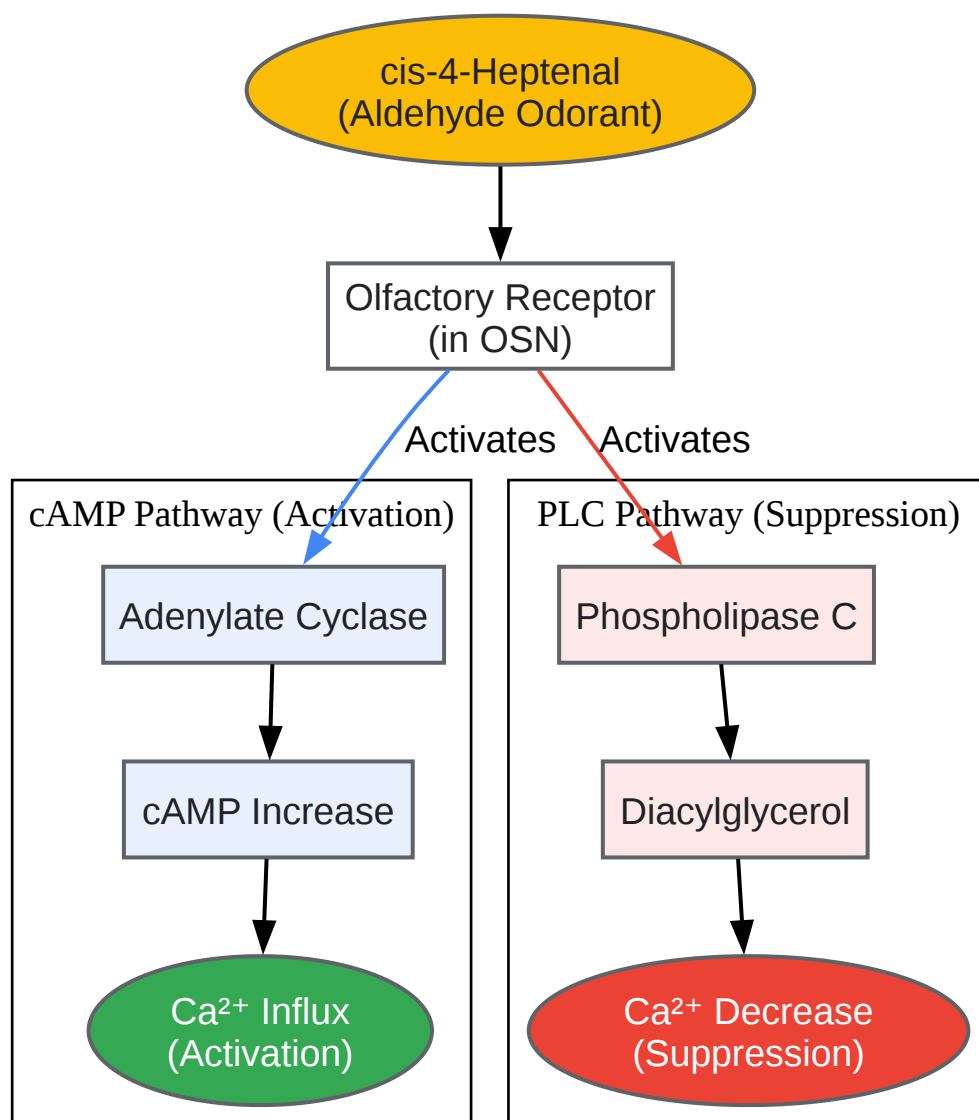 cis-4-Heptenal
(Aldehyde Odorant)
Olfactory Receptor
(in OSN)
Activates
Activates
cAMP Pathway (Activation)
PLC Pathway (Suppression)
Adenylate Cyclase
Phospholipase C
cAMP Increase
Diacylglycerol
Ca²⁺ Influx
(Activation)
Ca²⁺ Decrease
(Suppression)